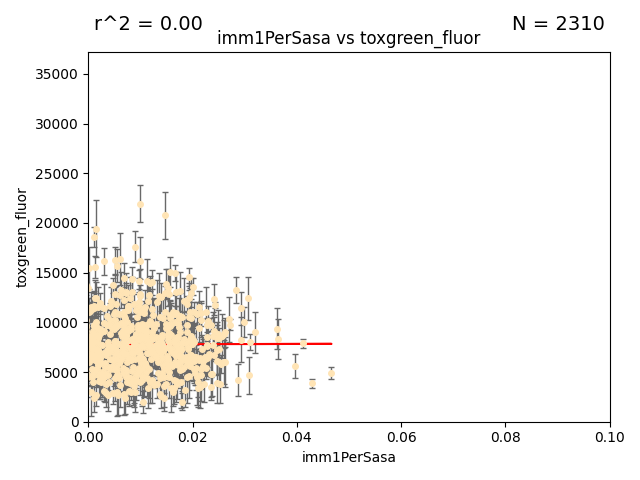 r^2 = 0.00
N = 2310
imm1PerSasa vs toxgreen_fluor
toxgreen_fluor
35000
30000
25000
20000
15000
10000
5000
0
0.00
0.02
0.04
0.06
0.08
0.10
imm1PerSasa